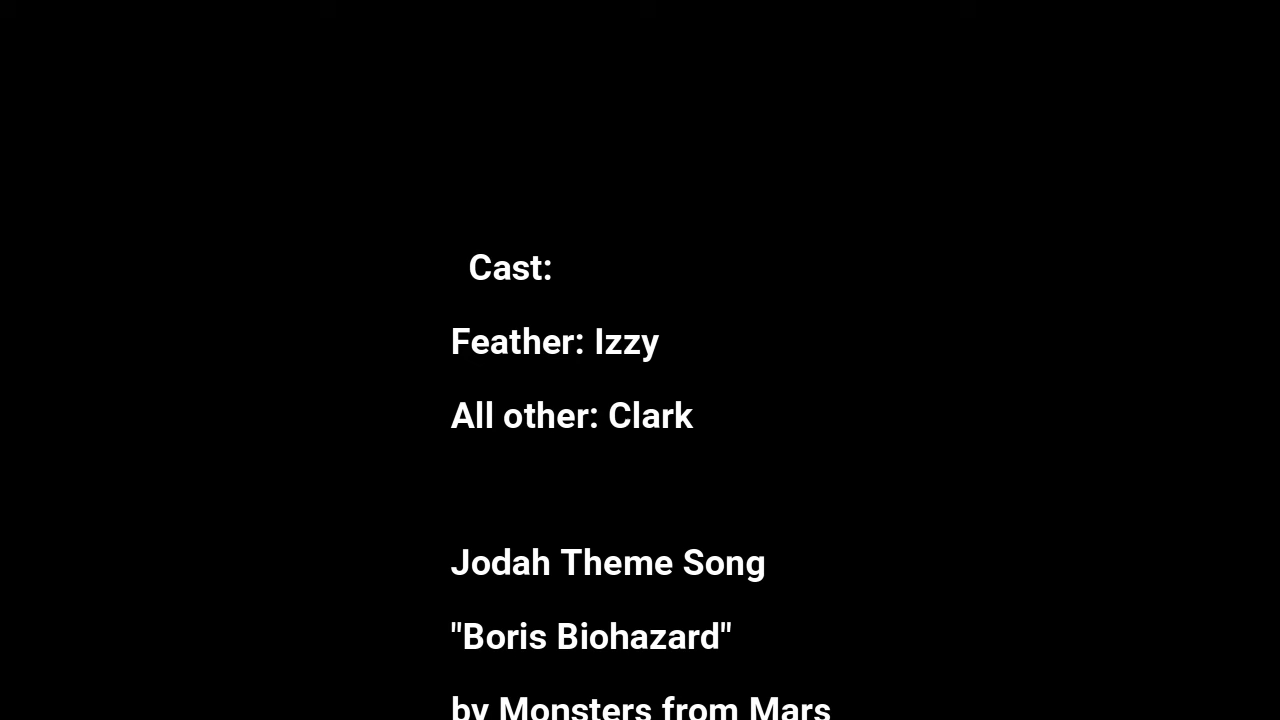 Cast:
Feather: Izzy
All other: Clark
Jodah Theme Song
"Boris Biohazard"
by Monsters from Mars